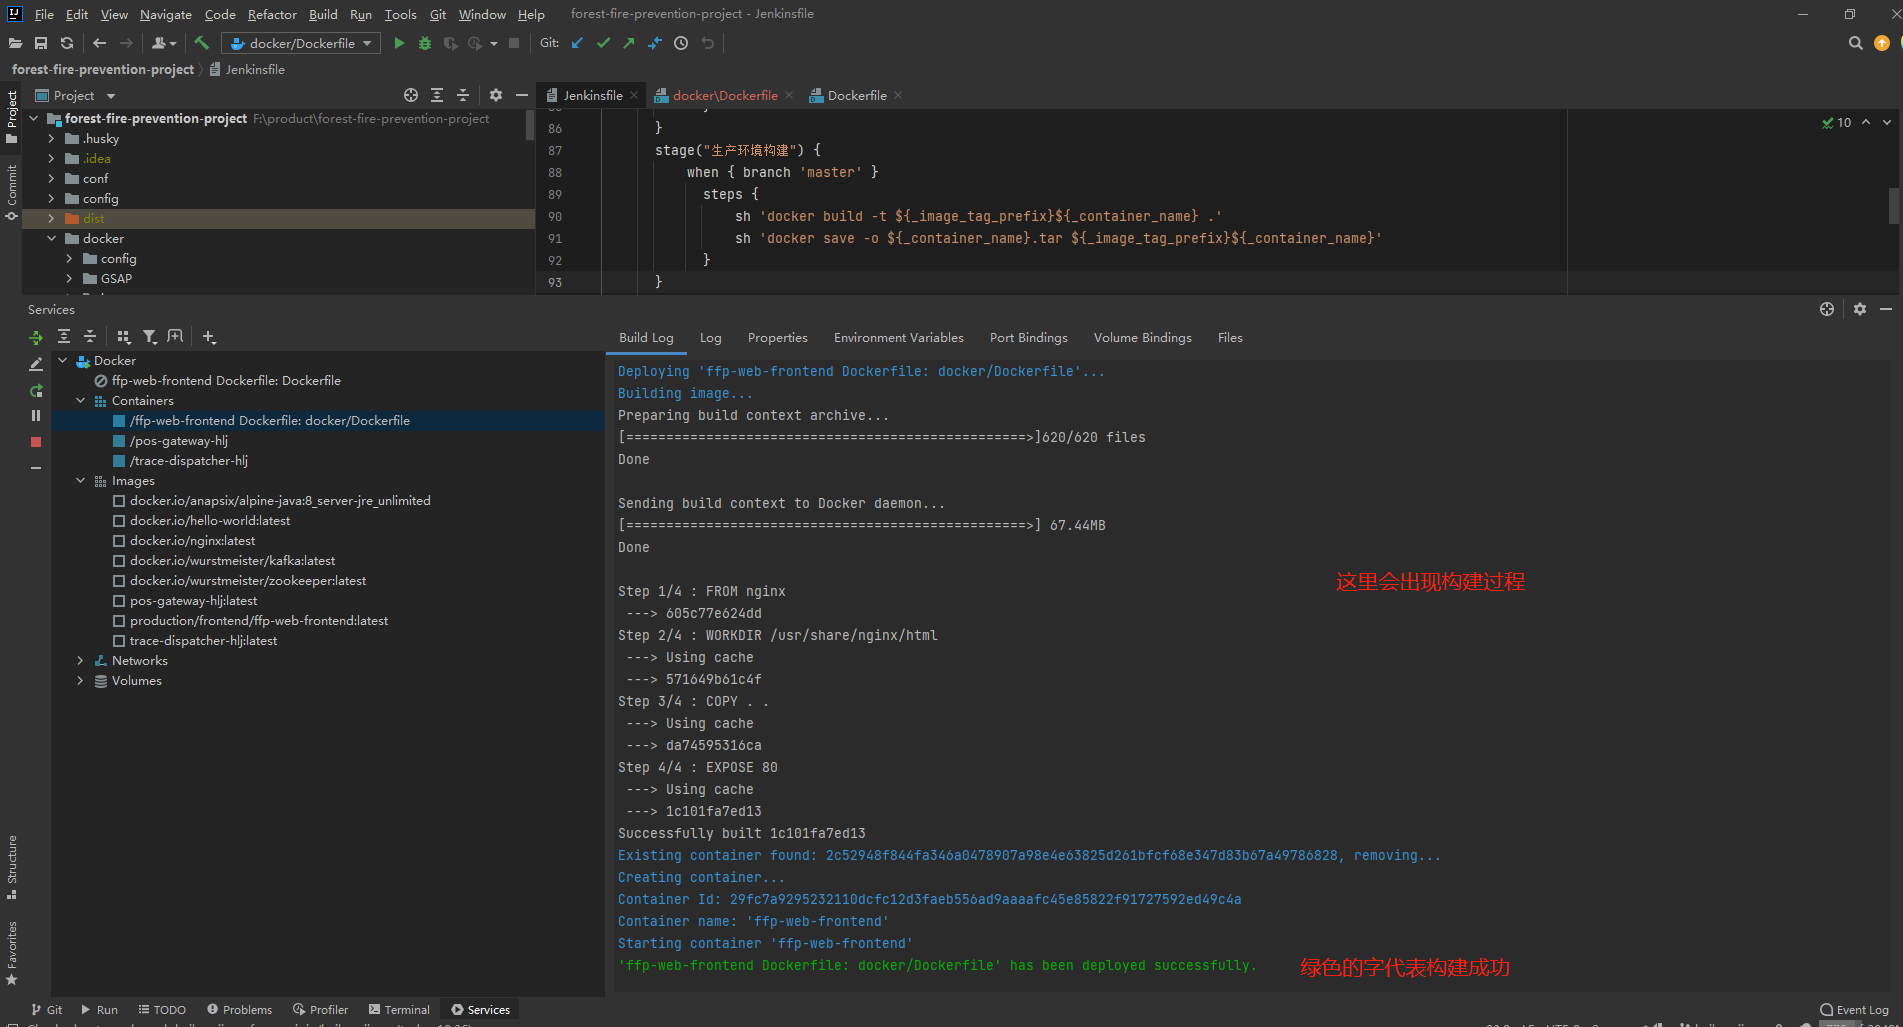 File Edit View Navigate Code Refactor Build Run Tools Git Window Help forest-fire-prevention-project - Jenkinsfile
docker/Dockerfile Git:
forest-fire-prevention-project Jenkinsfile
Project
Project
Commit
Structure
Favorites
forest-fire-prevention-project F:\product\forest-fire-prevention-project
.husky
.idea
conf
config
dist
docker
config
GSAP
Jenkinsfile docker\Dockerfile Dockerfile
10
86 }
87 stage("生产环境构建") {
88 when { branch 'master' }
89 steps {
90 sh 'docker build -t ${_image_tag_prefix}${_container_name} .'
91 sh 'docker save -o ${_container_name}.tar ${_image_tag_prefix}${_container_name}'
92 }
93 }
Services
Docker
ffp-web-frontend Dockerfile: Dockerfile
Containers
/ffp-web-frontend Dockerfile: docker/Dockerfile
/pos-gateway-hlj
/trace-dispatcher-hlj
Images
docker.io/anapsix/alpine-java:8_server-jre_unlimited
docker.io/hello-world:latest
docker.io/nginx:latest
docker.io/wurstmeister/kafka:latest
docker.io/wurstmeister/zookeeper:latest
pos-gateway-hlj:latest
production/frontend/ffp-web-frontend:latest
trace-dispatcher-hlj:latest
Networks
Volumes
Build Log Log Properties Environment Variables Port Bindings Volume Bindings Files
Deploying 'ffp-web-frontend Dockerfile: docker/Dockerfile'...
Building image...
Preparing build context archive...
[==================================================>]620/620 files
Done
Sending build context to Docker daemon...
[==================================================>] 67.44MB
Done
Step 1/4 : FROM nginx
---> 605c77e624dd
Step 2/4 : WORKDIR /usr/share/nginx/html
---> Using cache
---> 571649b61c4f
Step 3/4 : COPY . .
---> Using cache
---> da74595316ca
Step 4/4 : EXPOSE 80
---> Using cache
---> 1c101fa7ed13
Successfully built 1c101fa7ed13
Existing container found: 2c52948f844fa346a0478907a98e4e63825d261bfcf68e347d83b67a49786828, removing...
Creating container...
Container Id: 29fc7a9295232110dcfc12d3faeb556ad9aaaafc45e85822f91727592ed49c4a
Container name: 'ffp-web-frontend'
Starting container 'ffp-web-frontend'
'ffp-web-frontend Dockerfile: docker/Dockerfile' has been deployed successfully.
这里会出现构建过程
绿色的字代表构建成功
Git Run TODO Problems Profiler Terminal Services Event Log